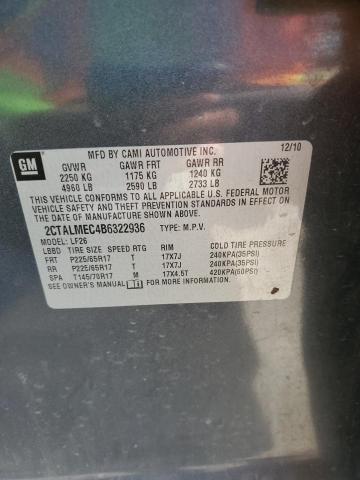 GM
MFD BY CAMI AUTOMOTIVE INC. 12/10
GVWR GAWR FRT GAWR RR
2250 KG 1175 KG 1240 KG
4960 LB 2590 LB 2733 LB
THIS VEHICLE CONFORMS TO ALL APPLICABLE U.S. FEDERAL MOTOR
VEHICLE SAFETY, BUMPER, AND THEFT PREVENTION STANDARDS IN EFFECT
ON THE DATE OF MANUFACTURE SHOWN ABOVE.
2CTALMEC4B6322936 TYPE: M.P.V.
MODEL: LF26
LBBD TIRE SIZE SPEED RTG RIM COLD TIRE PRESSURE
FRT P225/65R17 T 17X7J 240KPA(35PSI)
RR P225/65R17 T 17X7J 240KPA(35PSI)
SPA T145/70R17 M 17X4.5T 420KPA(60PSI)
SEE OWNER'S MANUAL